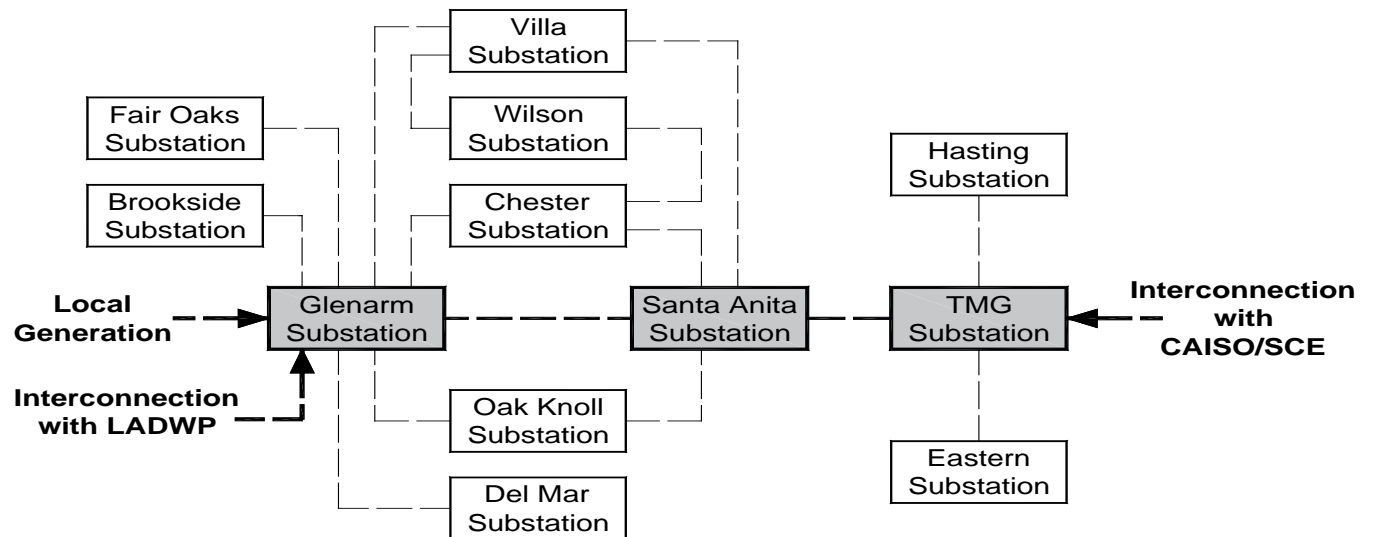 Villa
Substation
Fair Oaks
Substation
Wilson
Substation
Hasting
Substation
Brookside
Substation
Chester
Substation
Local
Generation
Glenarm
Substation
Santa Anita
Substation
TMG
Substation
Interconnection
with
CAISO/SCE
Interconnection
with LADWP
Oak Knoll
Substation
Eastern
Substation
Del Mar
Substation